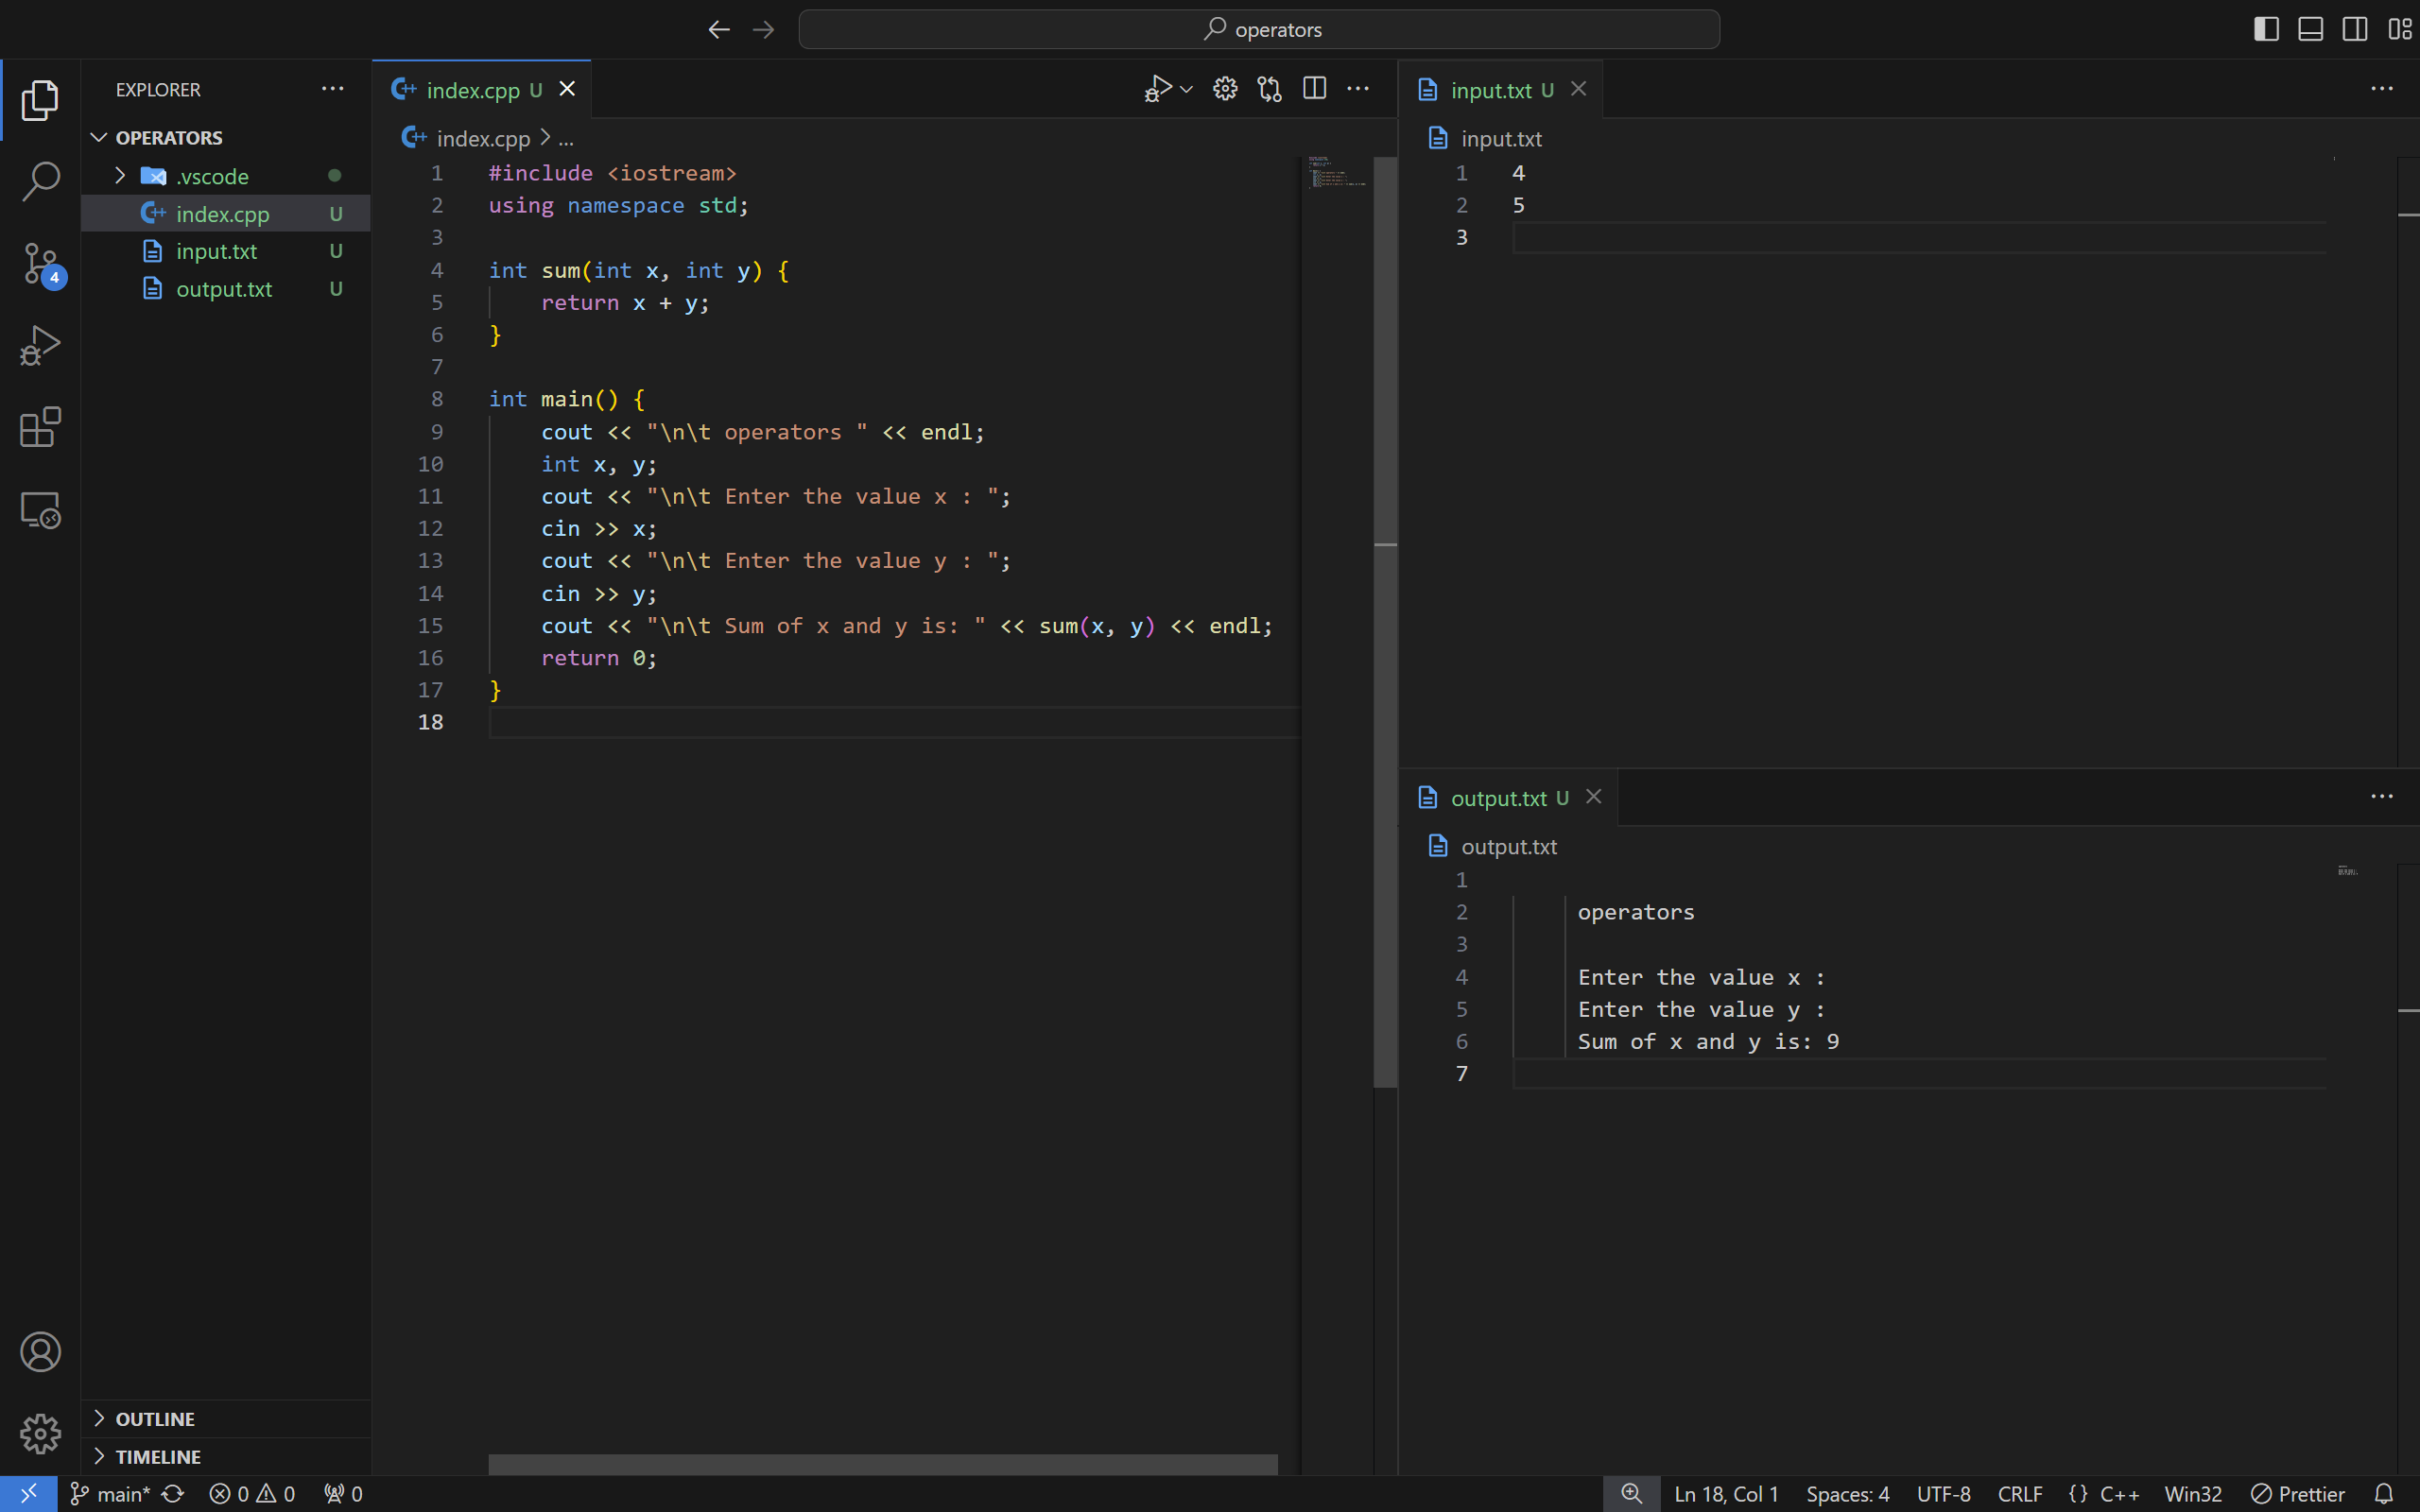 operators
EXPLORER
OPERATORS
.vscode
index.cpp U
input.txt U
output.txt U
4
OUTLINE
TIMELINE
index.cpp U
index.cpp > ...
1 #include <iostream>
2 using namespace std;
3
4 int sum(int x, int y) {
5     return x + y;
6 }
7
8 int main() {
9     cout << "\n\t operators " << endl;
10     int x, y;
11     cout << "\n\t Enter the value x : ";
12     cin >> x;
13     cout << "\n\t Enter the value y : ";
14     cin >> y;
15     cout << "\n\t Sum of x and y is: " << sum(x, y) << endl;
16     return 0;
17 }
18
input.txt U
input.txt
1 4
2 5
3
output.txt U
output.txt
1
2     operators
3
4     Enter the value x :
5     Enter the value y :
6     Sum of x and y is: 9
7
main* 0 0 0 Ln 18, Col 1 Spaces: 4 UTF-8 CRLF {} C++ Win32 Prettier